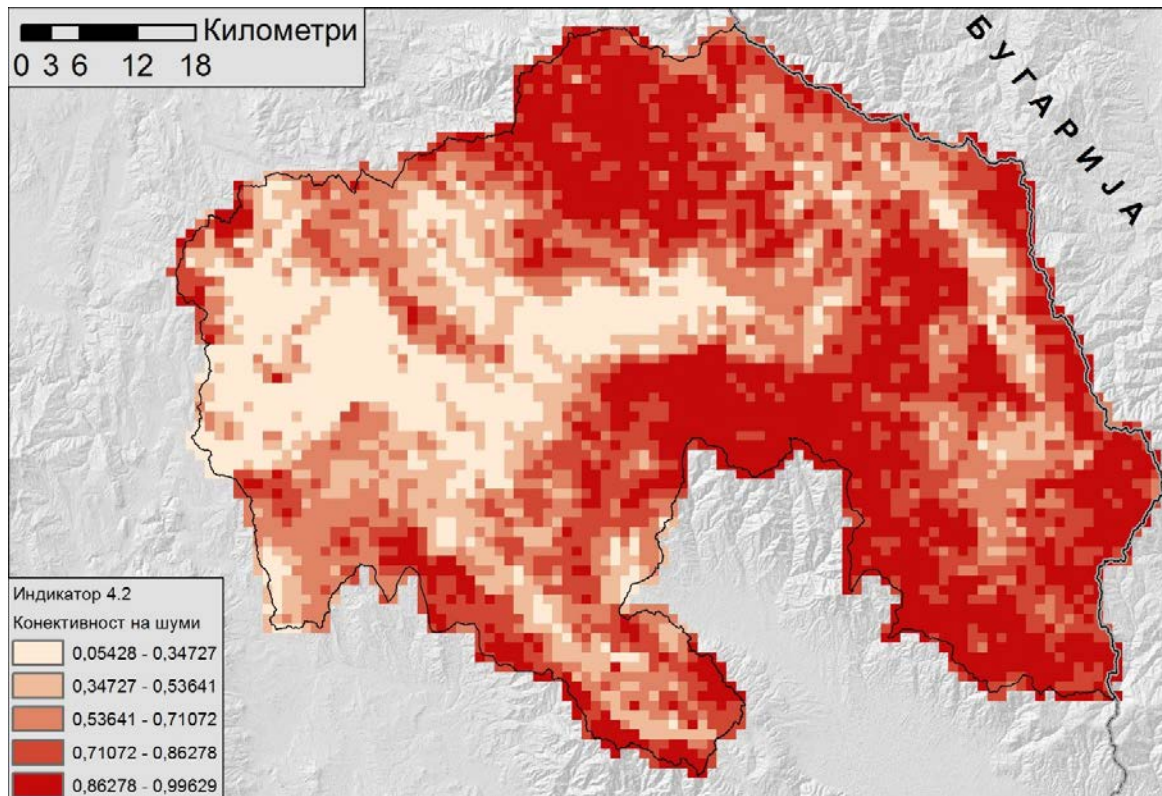 Километри
0 3 6 12 18
БУГАРИЈА
Индикатор 4.2
Конективност на шуми
0,05428 - 0,34727
0,34727 - 0,53641
0,53641 - 0,71072
0,71072 - 0,86278
0,86278 - 0,99629